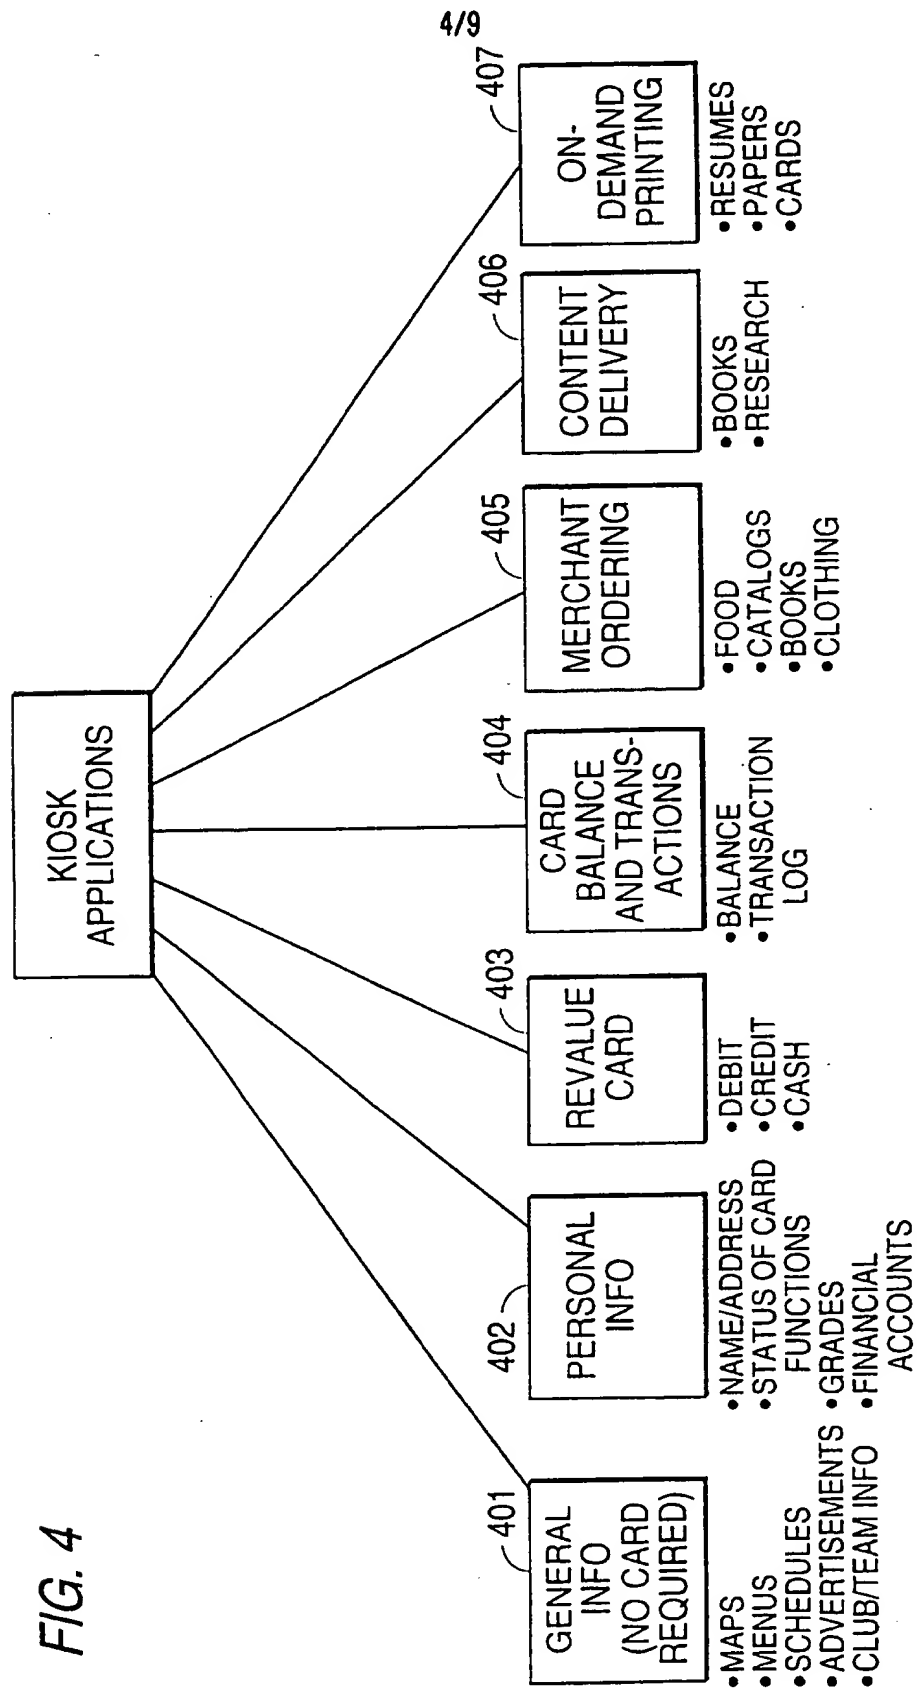 4/9
FIG. 4
KIOSK
APPLICATIONS
401
GENERAL
INFO
(NO CARD
REQUIRED)
•MAPS
•MENUS
•SCHEDULES
•ADVERTISEMENTS
•CLUB/TEAM INFO
402
PERSONAL
INFO
•NAME/ADDRESS
•STATUS OF CARD
FUNCTIONS
•GRADES
•FINANCIAL
ACCOUNTS
403
REVALUE
CARD
•DEBIT
•CREDIT
•CASH
404
CARD
BALANCE
AND TRANS-
ACTIONS
•BALANCE
•TRANSACTION
LOG
405
MERCHANT
ORDERING
•FOOD
•CATALOGS
•BOOKS
•CLOTHING
406
CONTENT
DELIVERY
•BOOKS
•RESEARCH
407
ON-
DEMAND
PRINTING
•RESUMES
•PAPERS
•CARDS